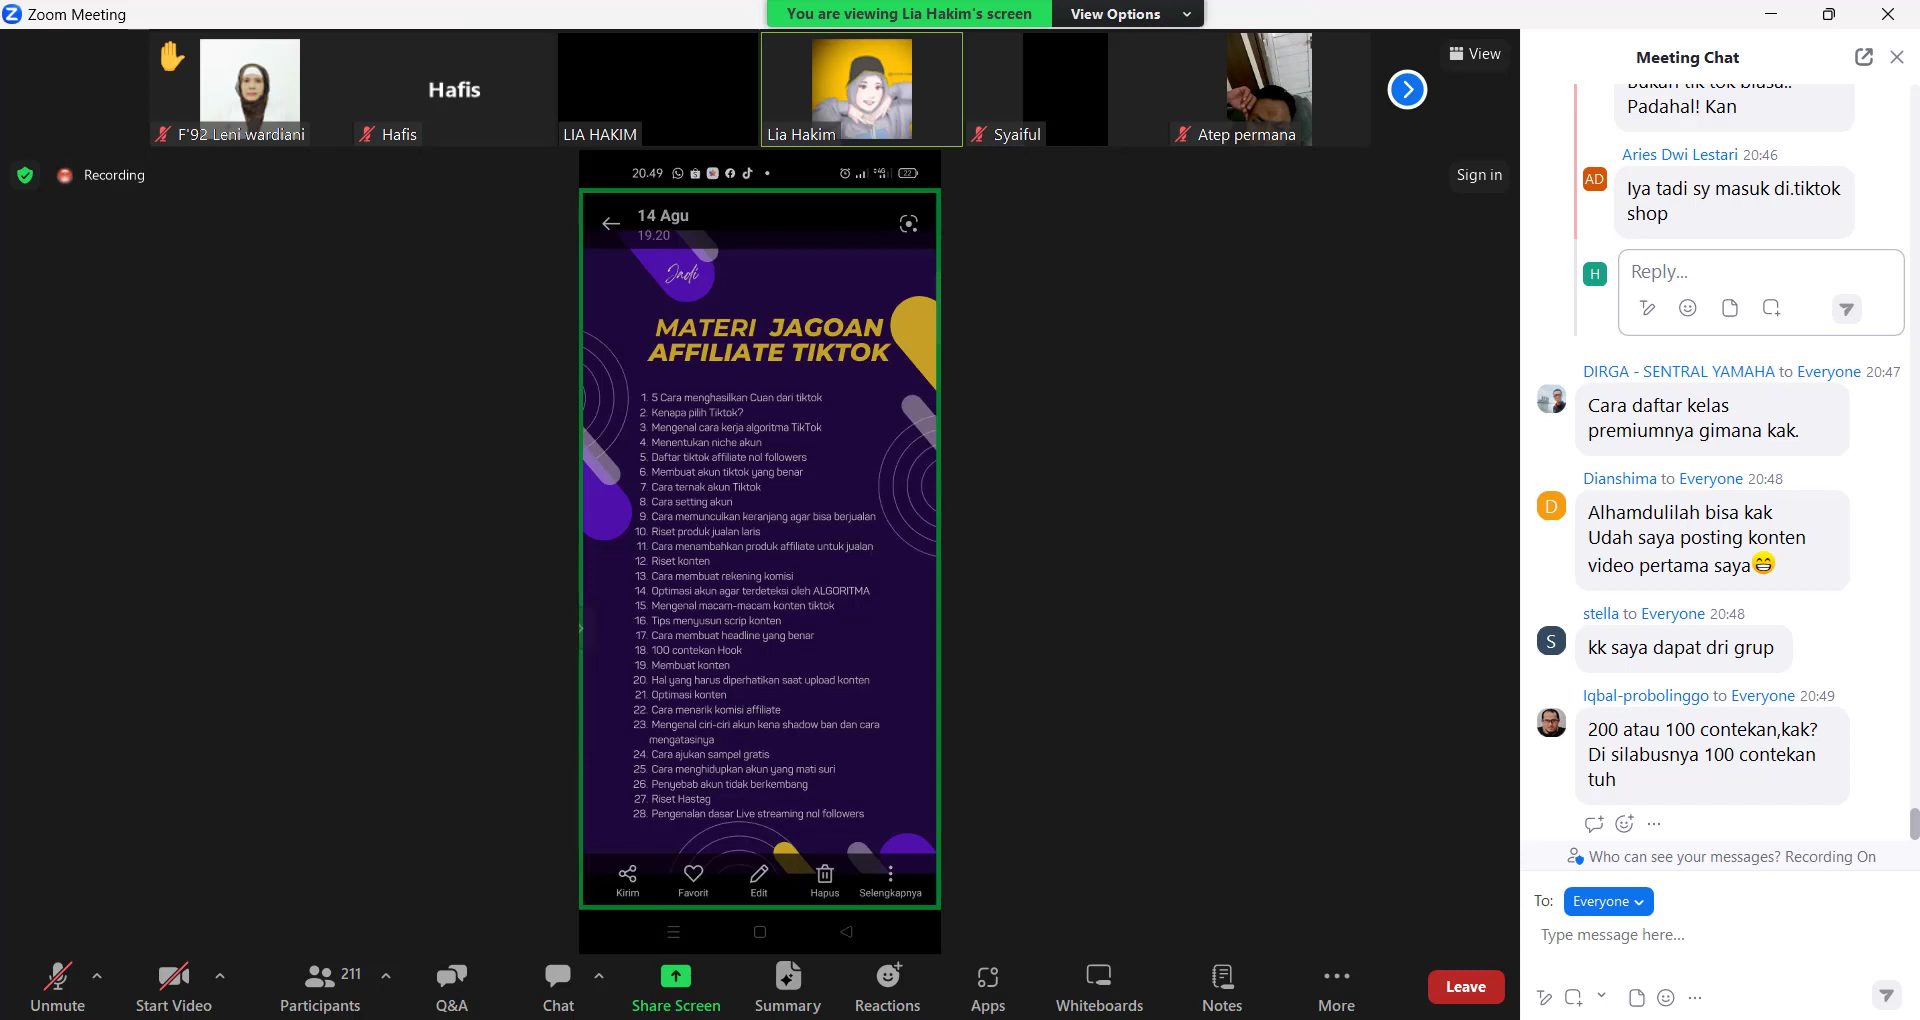 Zoom Meeting
You are viewing Lia Hakim's screen
View Options
F'92 Leni wardiani
Hafis
Hafis
LIA HAKIM
Lia Hakim
Syaiful
Atep permana
View
Recording
Sign in
20.49
22
14 Agu
19.20
Jadi
MATERI JAGOAN
AFFILIATE TIKTOK
1. 5 Cara menghasilkan Cuan dari tiktok
2. Kenapa pilih Tiktok?
3. Mengenal cara kerja algoritma TikTok
4. Menentukan niche akun
5. Daftar tiktok affiliate nol followers
6. Membuat akun tiktok yang benar
7. Cara ternak akun Tiktok
8. Cara setting akun
9. Cara memunculkan keranjang agar bisa berjualan
10. Riset produk jualan laris
11. Cara menambahkan produk affiliate untuk jualan
12. Riset konten
13. Cara membuat rekening komisi
14. Optimasi akun agar terdeteksi oleh ALGORITMA
15. Mengenal macam-macam konten tiktok
16. Tips menyusun scrip konten
17. Cara membuat headline yang benar
18. 100 contekan Hook
19. Membuat konten
20. Hal yang harus diperhatikan saat upload konten
21. Optimasi konten
22. Cara menarik komisi affiliate
23. Mengenal ciri-ciri akun kena shadow ban dan cara
mengatasinya
24. Cara ajukan sampel gratis
25. Cara menghidupkan akun yang mati suri
26. Penyebab akun tidak berkembang
27. Riset Hastag
28. Pengenalan dasar Live streaming nol followers
Kirim
Favorit
Edit
Hapus
Selengkapnya
Unmute
Start Video
211
Participants
Q&A
Chat
Share Screen
Summary
Reactions
Apps
Whiteboards
Notes
More
Leave
Meeting Chat
Bukan tik tok biasa..
Padahal! Kan
Aries Dwi Lestari 20:46
AD
Iya tadi sy masuk di.tiktok
shop
H
Reply...
DIRGA - SENTRAL YAMAHA to Everyone 20:47
Cara daftar kelas
premiumnya gimana kak.
Dianshima to Everyone 20:48
D
Alhamdulilah bisa kak
Udah saya posting konten
video pertama saya😁
stella to Everyone 20:48
S
kk saya dapat dri grup
Iqbal-probolinggo to Everyone 20:49
200 atau 100 contekan,kak?
Di silabusnya 100 contekan
tuh
Who can see your messages? Recording On
To: Everyone
Type message here...